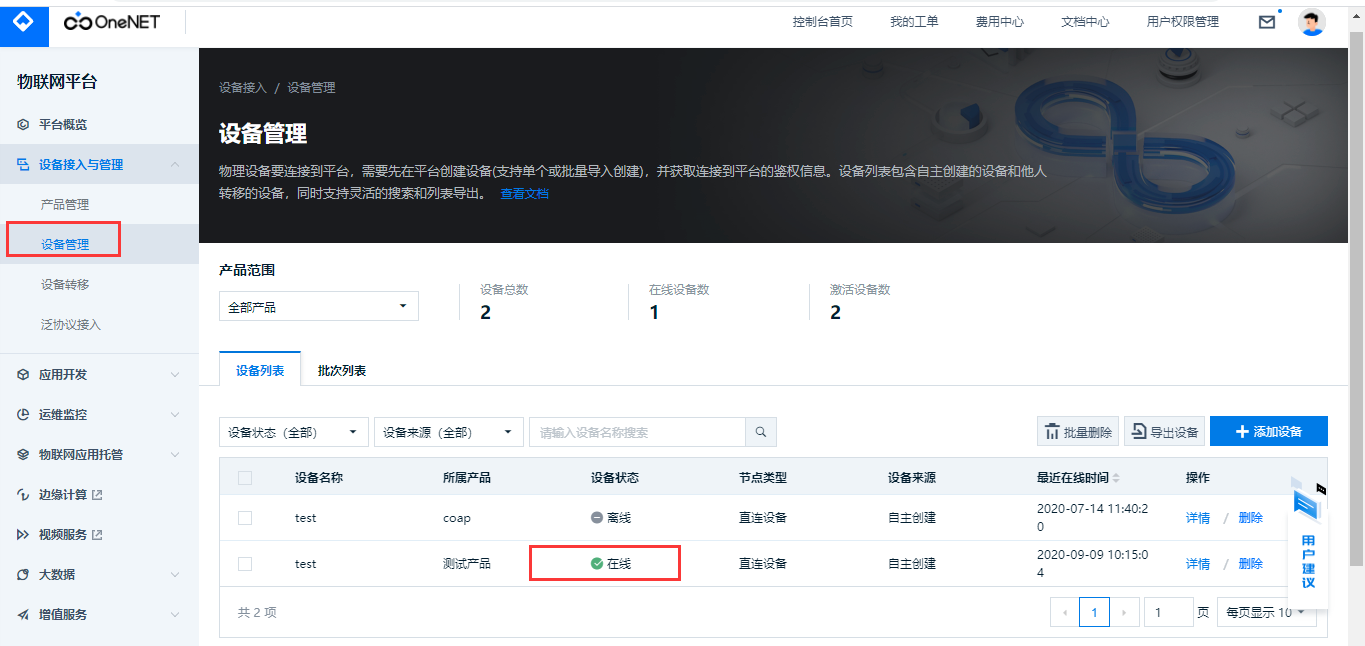 OneNET
控制台首页
我的工单
费用中心
文档中心
用户权限管理
物联网平台
平台概览
设备接入与管理
产品管理
设备管理
设备转移
泛协议接入
应用开发
运维监控
物联网应用托管
边缘计算
视频服务
大数据
增值服务
设备接入 / 设备管理
设备管理
物理设备要连接到平台，需要先在平台创建设备(支持单个或批量导入创建)，并获取连接到平台的鉴权信息。设备列表包含自主创建的设备和他人
转移的设备，同时支持灵活的搜索和列表导出。 查看文档
产品范围
全部产品
设备总数
2
在线设备数
1
激活设备数
2
设备列表 批次列表
设备状态（全部） 设备来源（全部） 请输入设备名称搜索 批量删除 导出设备 添加设备
设备名称 所属产品 设备状态 节点类型 设备来源 最近在线时间 操作
test coap 离线 直连设备 自主创建 2020-07-14 11:40:2
0 详情 / 删除
test 测试产品 在线 直连设备 自主创建 2020-09-09 10:15:0
4 详情 / 删除
用
户
建
议
共 2 项 1 1 页 每页显示 10